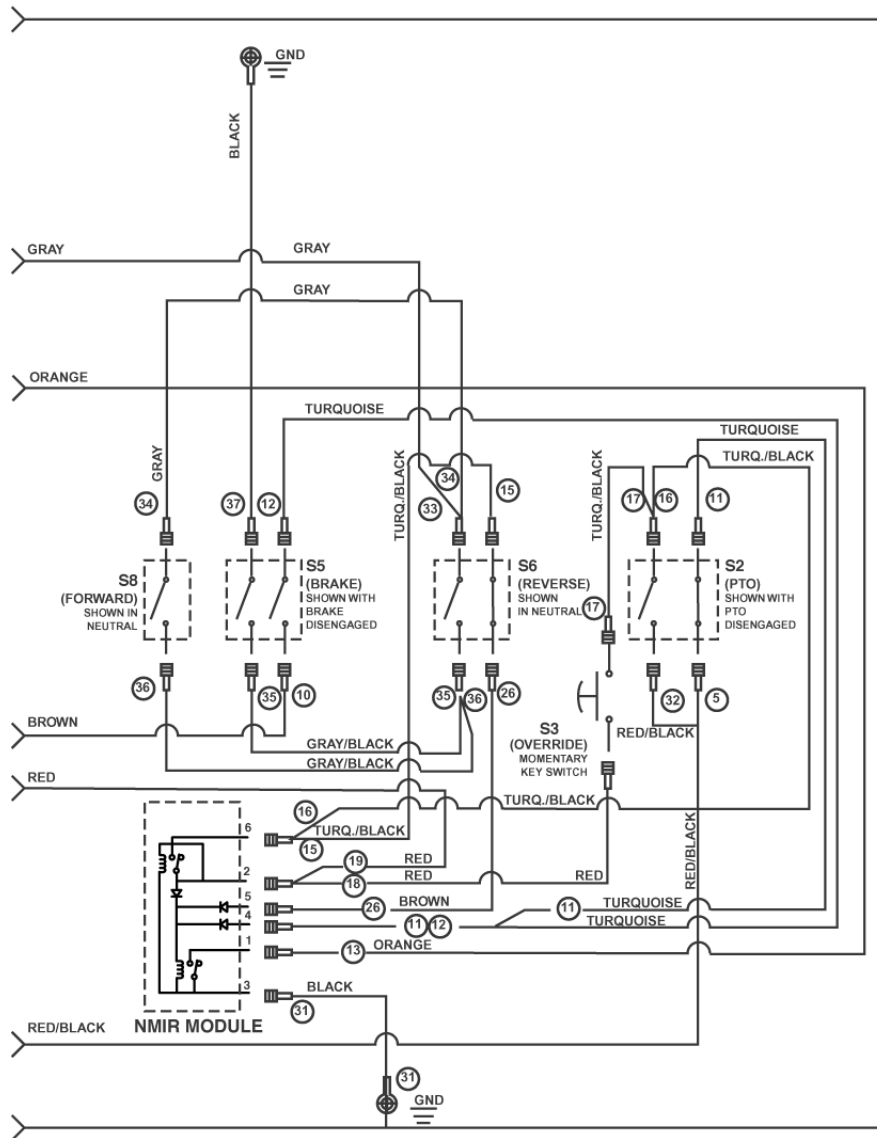 GND
BLACK
GRAY
GRAY
GRAY
ORANGE
TURQUOISE
TURQUOISE
TURQ./BLACK
GRAY
TURQ./BLACK
TURQ./BLACK
34
37
12
33
34
15
17
16
11
S8
(FORWARD)
SHOWN IN
NEUTRAL
S5
(BRAKE)
SHOWN WITH
BRAKE
DISENGAGED
S6
(REVERSE)
SHOWN
IN NEUTRAL
17
S2
(PTO)
SHOWN WITH
PTO
DISENGAGED
36
35
10
35
36
26
32
5
BROWN
GRAY/BLACK
GRAY/BLACK
S3
(OVERRIDE)
MOMENTARY
KEY SWITCH
RED/BLACK
RED
16
TURQ./BLACK
6
TURQ./BLACK
15
RED/BLACK
19
RED
2
18
RED
RED
5
26
BROWN
11
TURQUOISE
4
11
12
TURQUOISE
1
13
ORANGE
3
BLACK
31
NMIR MODULE
RED/BLACK
31
GND